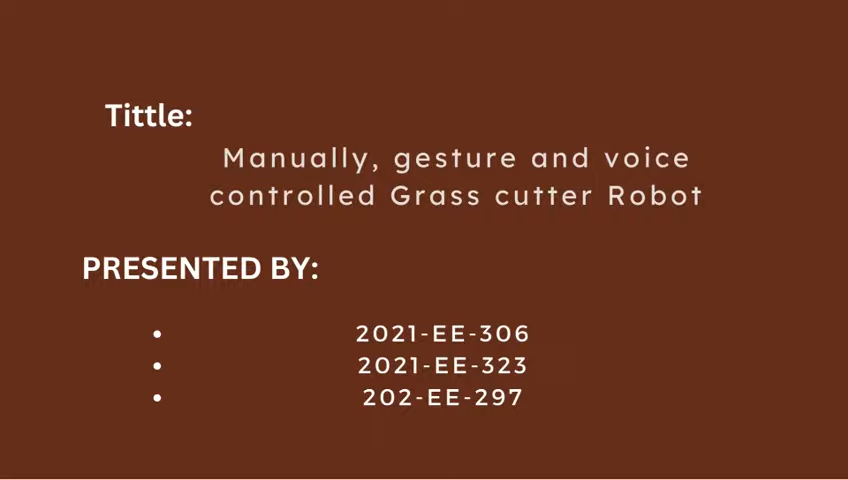 Tittle:
Manually, gesture and voice
controlled Grass cutter Robot
PRESENTED BY:
• 2021-EE-306
• 2021-EE-323
• 202-EE-297